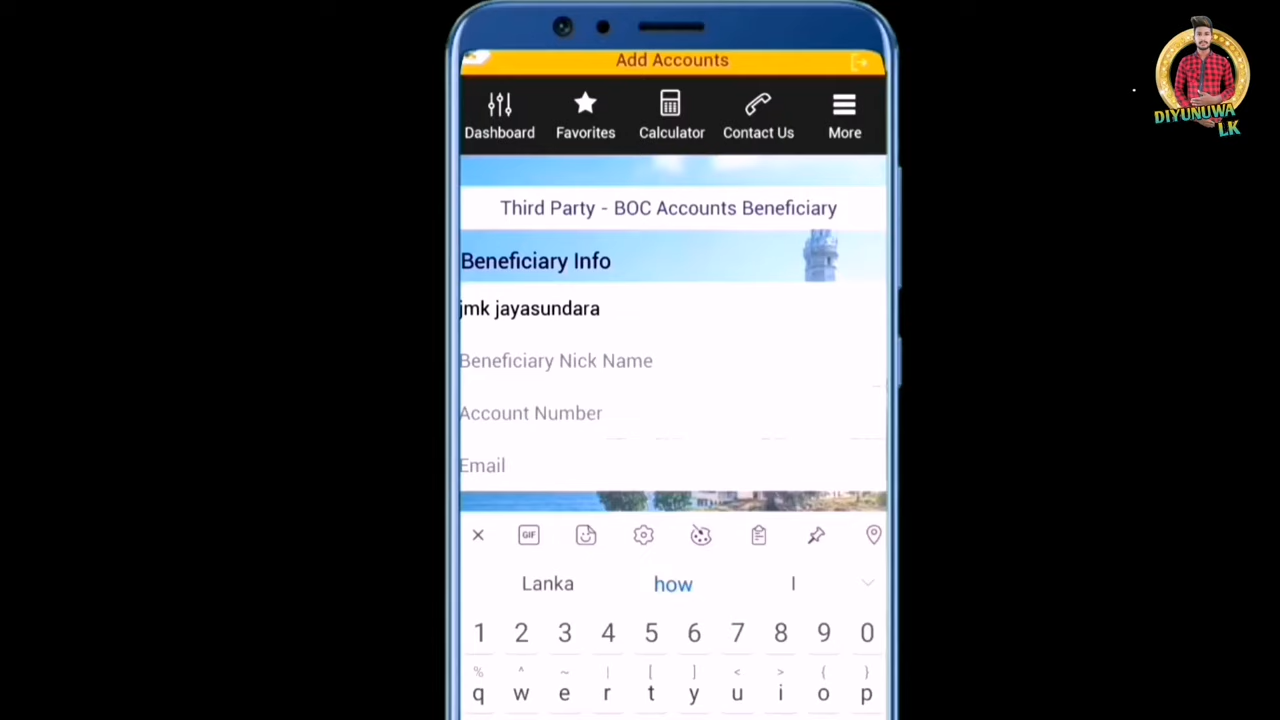 Add Accounts
Dashboard Favorites Calculator Contact Us More
Third Party - BOC Accounts Beneficiary
Beneficiary Info
jmk jayasundara
Beneficiary Nick Name
Account Number
Email
GIF
Lanka how I
1 2 3 4 5 6 7 8 9 0
% ^ ~ | [ ] < > { }
q w e r t y u i o p
DIYUNUWA
LK